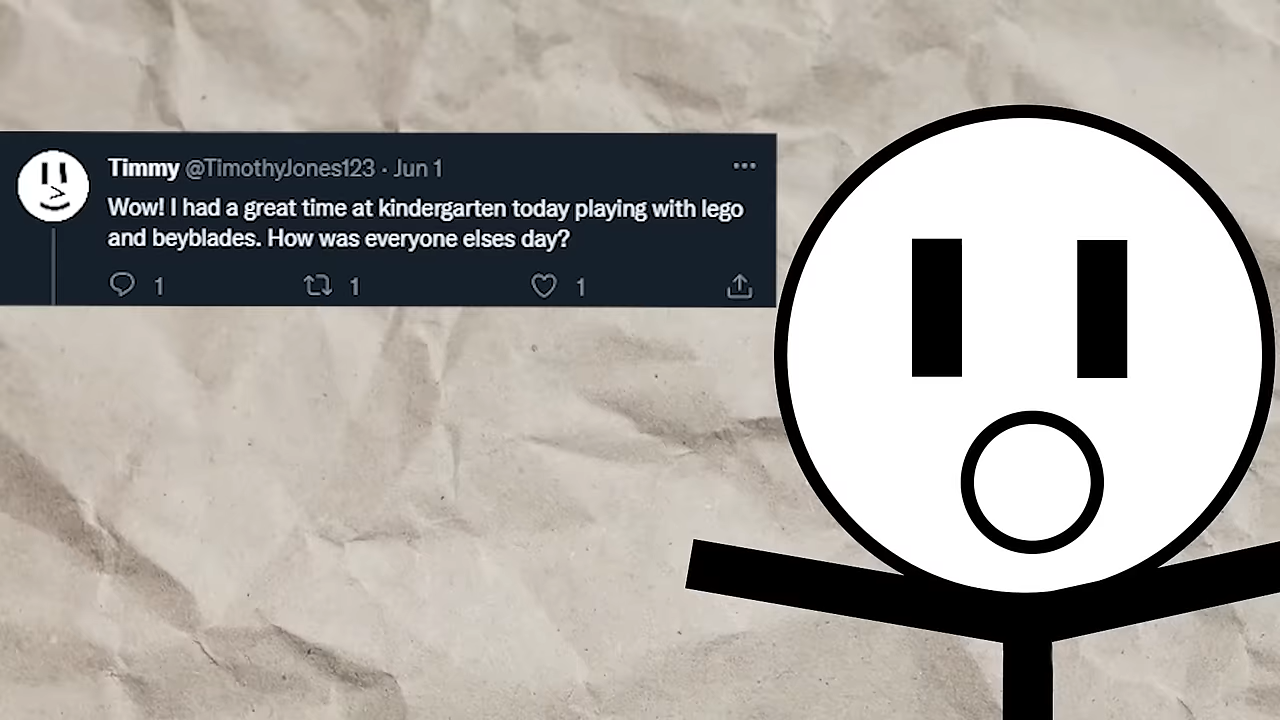 Timmy @TimothyJones123 · Jun 1
Wow! I had a great time at kindergarten today playing with lego
and beyblades. How was everyone elses day?
1 1 1